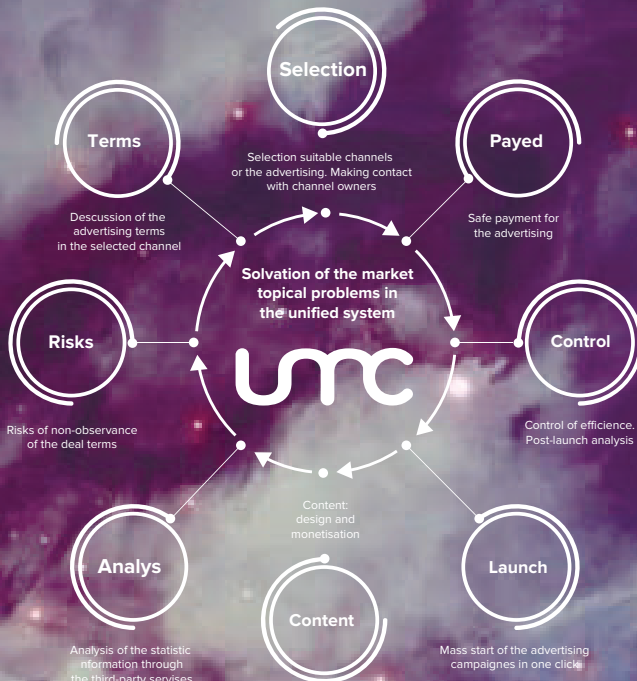 Selection
Selection suitable channels
or the advertising. Making contact
with channel owners
Terms
Descussion of the
advertising terms
in the selected channel
Payed
Safe payment for
the advertising
Solvation of the market
topical problems in
the unified system
umc
Risks
Risks of non-observance
of the deal terms
Control
Control of efficience.
Post-launch analysis
Content:
design and
monetisation
Content
Analys
Analysis of the statistic
nformation through
the third-party servises
Launch
Mass start of the advertising
campaignes in one click